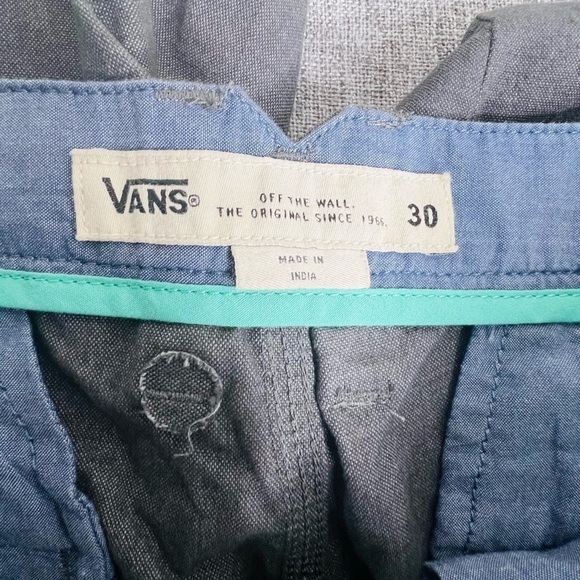 VANS®
OFF THE WALL.
THE ORIGINAL SINCE 1966.
30
MADE IN
INDIA